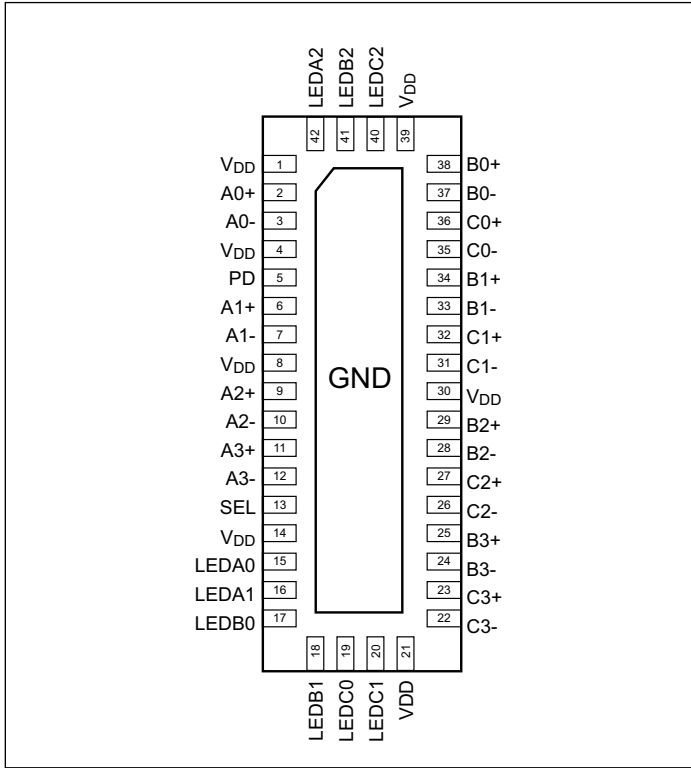 LEDA2
LEDB2
LEDC2
VDD
42
41
40
39
VDD 1
A0+ 2
A0- 3
VDD 4
PD 5
A1+ 6
A1- 7
VDD 8
A2+ 9
A2- 10
A3+ 11
A3- 12
SEL 13
VDD 14
LEDA0 15
LEDA1 16
LEDB0 17
GND
38 B0+
37 B0-
36 C0+
35 C0-
34 B1+
33 B1-
32 C1+
31 C1-
30 VDD
29 B2+
28 B2-
27 C2+
26 C2-
25 B3+
24 B3-
23 C3+
22 C3-
18
19
20
21
LEDB1
LEDC0
LEDC1
VDD